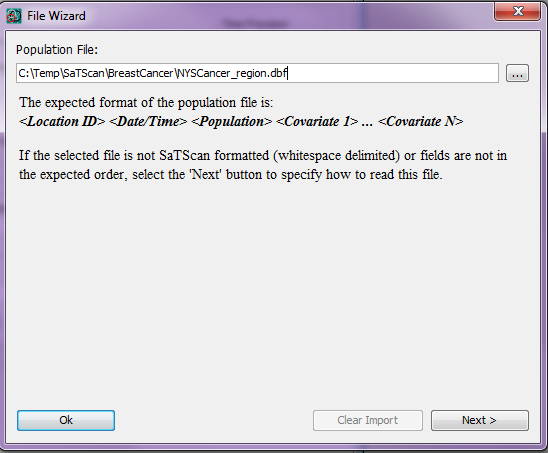 File Wizard
Population File:
C:\Temp\SaTScan\BreastCancer\NYSCancer_region.dbf
...
The expected format of the population file is:
<Location ID> <Date/Time> <Population> <Covariate 1> ... <Covariate N>
If the selected file is not SaTScan formatted (whitespace delimited) or fields are not in
the expected order, select the 'Next' button to specify how to read this file.
Ok
Clear Import
Next >